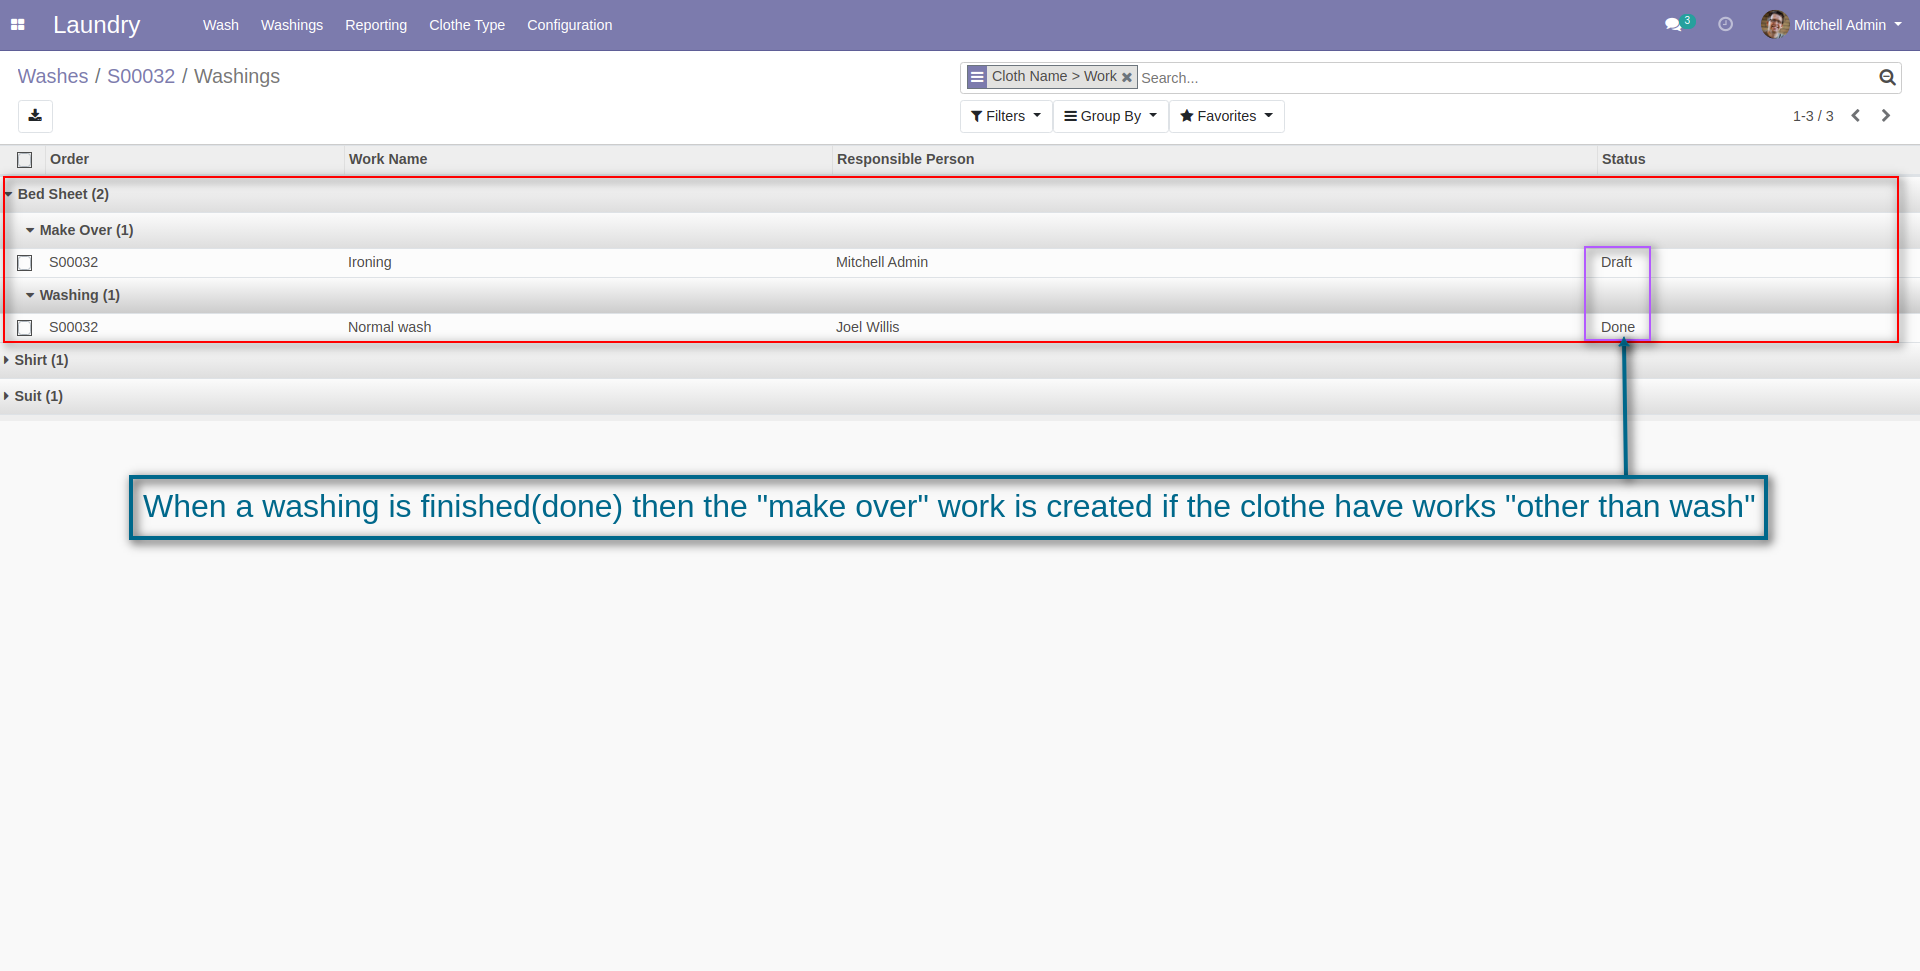 Laundry Wash Washings Reporting Clothe Type Configuration 3 Mitchell Admin
Washes / S00032 / Washings
Cloth Name > Work Search...
Filters Group By Favorites 1-3 / 3
Order Work Name Responsible Person Status
Bed Sheet (2)
Make Over (1)
S00032 Ironing Mitchell Admin Draft
Washing (1)
S00032 Normal wash Joel Willis Done
Shirt (1)
Suit (1)
When a washing is finished(done) then the "make over" work is created if the clothe have works "other than wash"